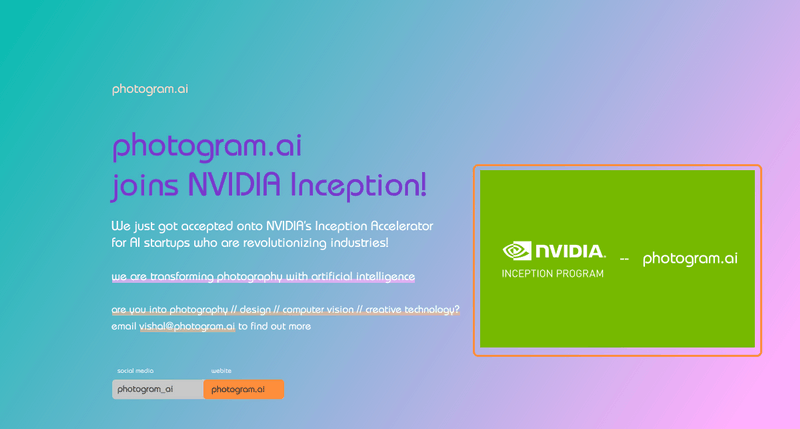 photogram.ai
photogram.ai
joins NVIDIA Inception!
We just got accepted onto NVIDIA's Inception Accelerator
for AI startups who are revolutionizing industries!
we are transforming photography with artificial intelligence
are you into photography // design // computer vision // creative technology?
email vishal@photogram.ai to find out more
social media
webite
photogram_ai
photogram.ai
NVIDIA.
INCEPTION PROGRAM
-- photogram.ai